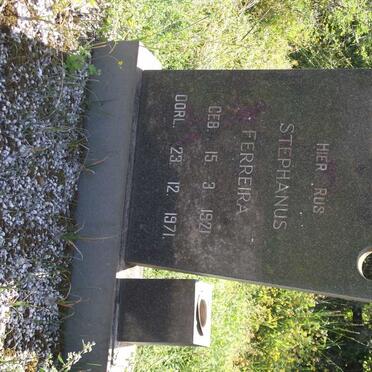 HIER RUS
STEPHANUS
FERREIRA
GEB. 15. 3. 1921
OORL. 23. 12. 1971.